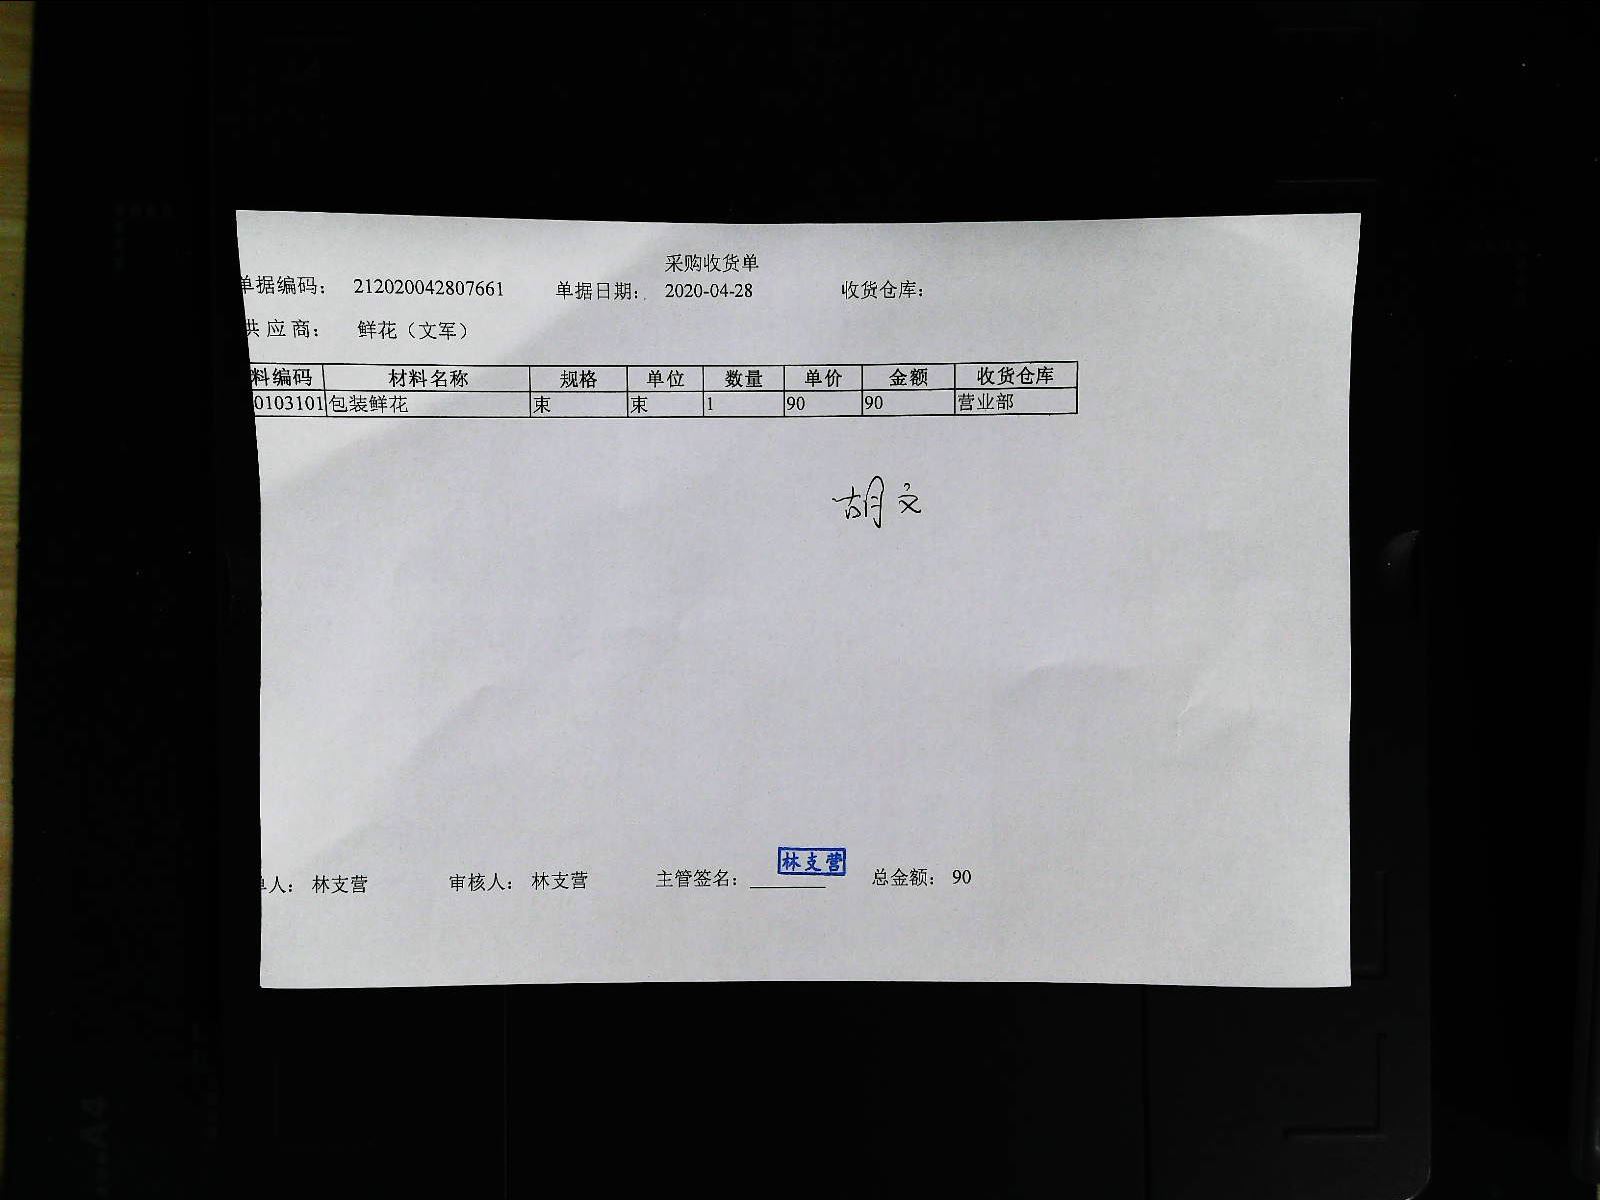 采购收货单
单据编码： 212020042807661 单据日期： 2020-04-28 收货仓库：
供 应 商： 鲜花（文军）
料编码 材料名称 规格 单位 数量 单价 金额 收货仓库
0103101 包装鲜花 束 束 1 90 90 营业部
胡文
单人： 林支营 审核人： 林支营 主管签名： 林支营 总金额： 90